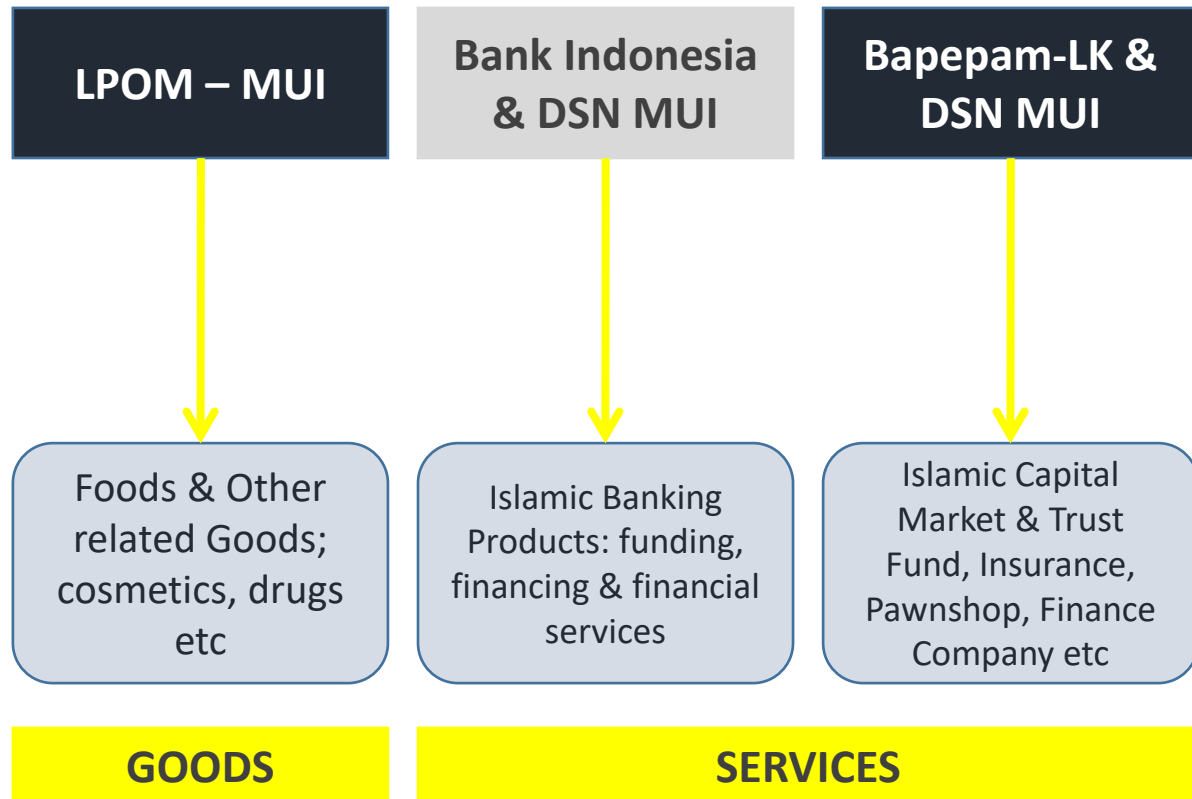 LPOM – MUI
Bank Indonesia
& DSN MUI
Bapepam-LK &
DSN MUI
Foods & Other
related Goods;
cosmetics, drugs
etc
Islamic Banking
Products: funding,
financing & financial
services
Islamic Capital
Market & Trust
Fund, Insurance,
Pawnshop, Finance
Company etc
GOODS
SERVICES